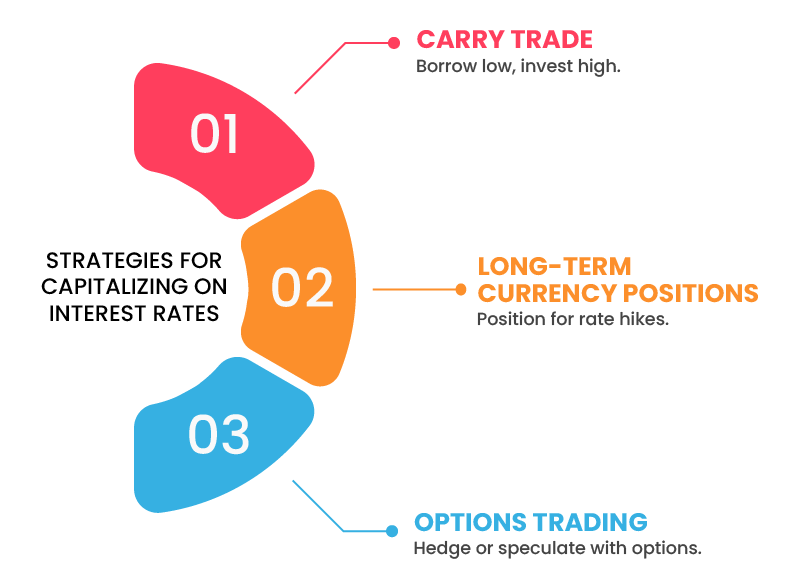 STRATEGIES FOR
CAPITALIZING ON
INTEREST RATES
01
CARRY TRADE
Borrow low, invest high.
02
LONG-TERM
CURRENCY POSITIONS
Position for rate hikes.
03
OPTIONS TRADING
Hedge or speculate with options.